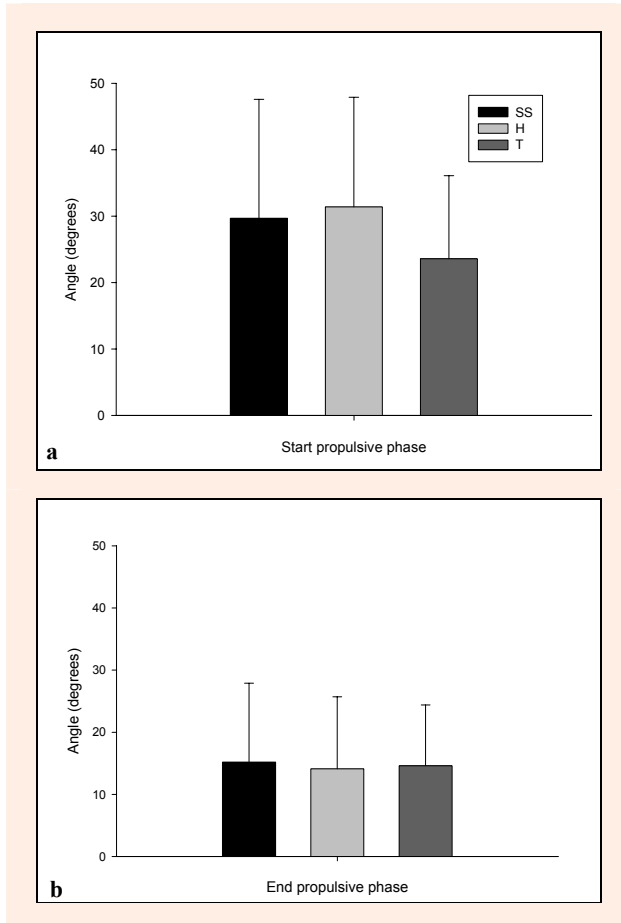 50
40
30
20
10
0
Angle (degrees)
SS
H
T
Start propulsive phase
a
50
40
30
20
10
0
Angle (degrees)
End propulsive phase
b